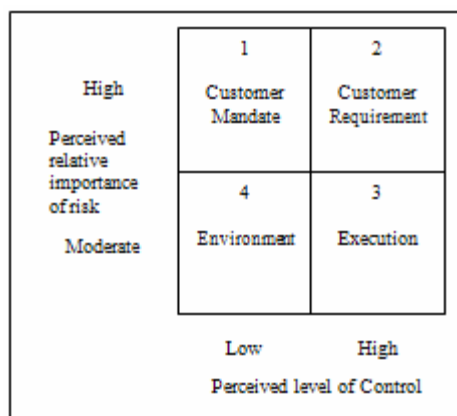 1
2
High
Customer
Mandate
Customer
Requirement
Perceived
relative
importance
of risk
4
3
Moderate
Environment
Execution
Low
High
Perceived level of Control